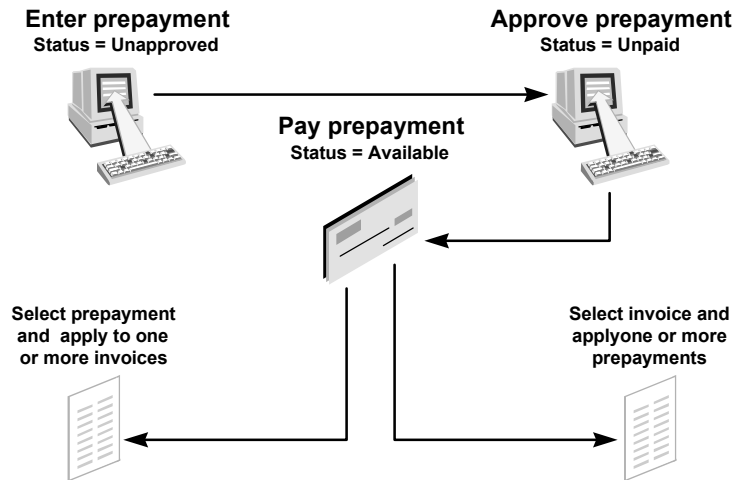 Enter prepayment
Status = Unapproved
Approve prepayment
Status = Unpaid
Pay prepayment
Status = Available
Select prepayment
and apply to one
or more invoices
Select invoice and
applyone or more
prepayments